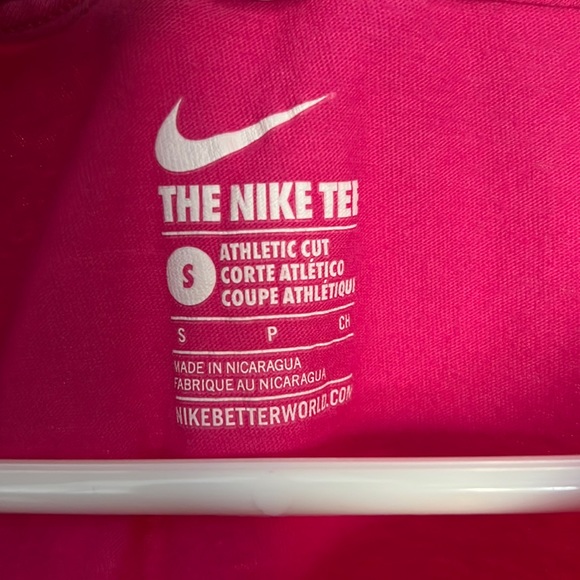 THE NIKE TEE
S
ATHLETIC CUT
CORTE ATLÉTICO
COUPE ATHLÉTIQUE
S P CH
MADE IN NICARAGUA
FABRIQUE AU NICARAGUA
NIKEBETTERWORLD.COM